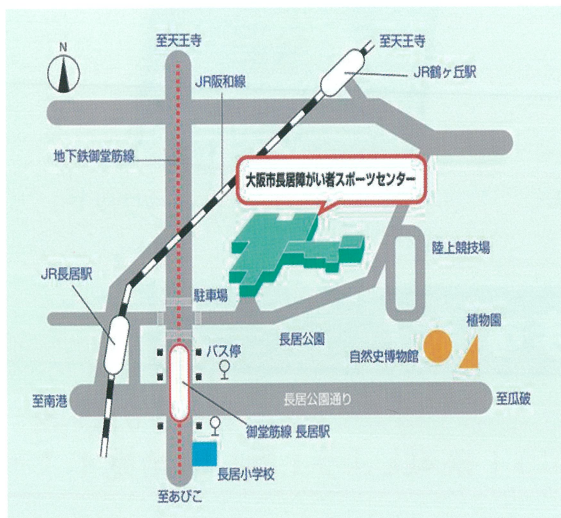 至天王寺
至天王寺
N
JR阪和線
JR鶴ヶ丘駅
地下鉄御堂筋線
大阪市長居障がい者スポーツセンター
陸上競技場
JR長居駅
駐車場
植物園
長居公園
バス停
自然史博物館
至南港
長居公園通り
至瓜破
御堂筋線 長居駅
長居小学校
至あびこ